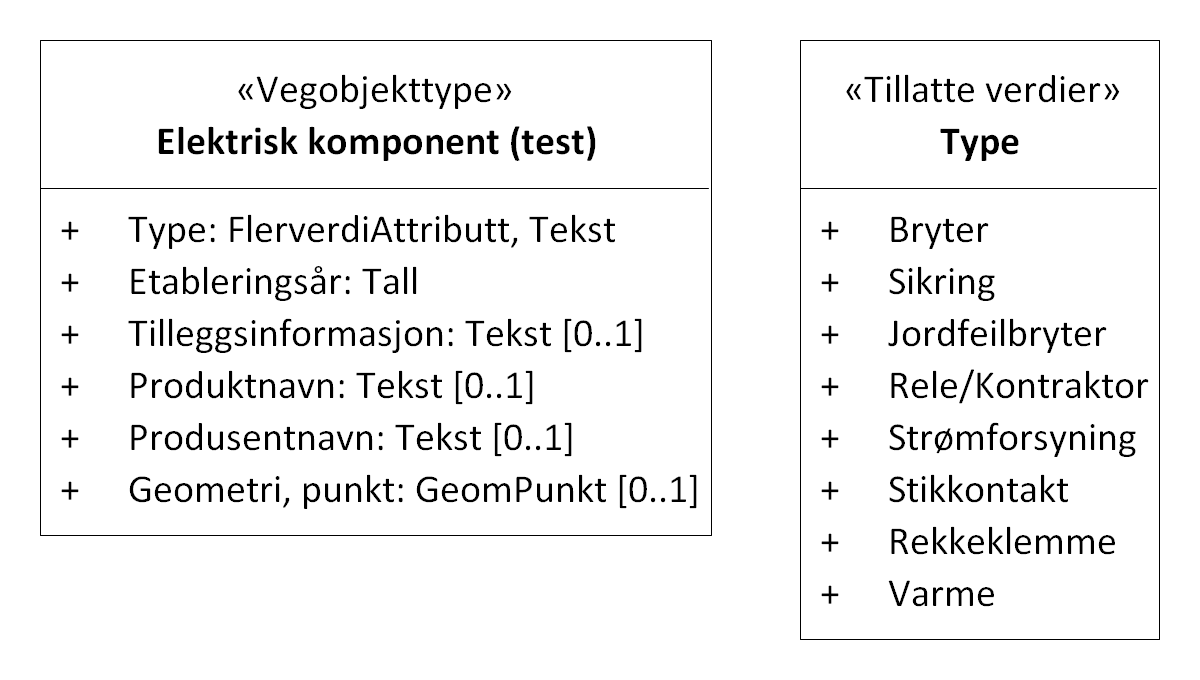 «Vegobjekttype»
Elektrisk komponent (test)
+ Type: FlerverdiAttributt, Tekst
+ Etableringsår: Tall
+ Tilleggsinformasjon: Tekst [0..1]
+ Produktnavn: Tekst [0..1]
+ Produsentnavn: Tekst [0..1]
+ Geometri, punkt: GeomPunkt [0..1]
«Tillatte verdier»
Type
+ Bryter
+ Sikring
+ Jordfeilbryter
+ Rele/Kontraktor
+ Strømforsyning
+ Stikkontakt
+ Rekkeklemme
+ Varme